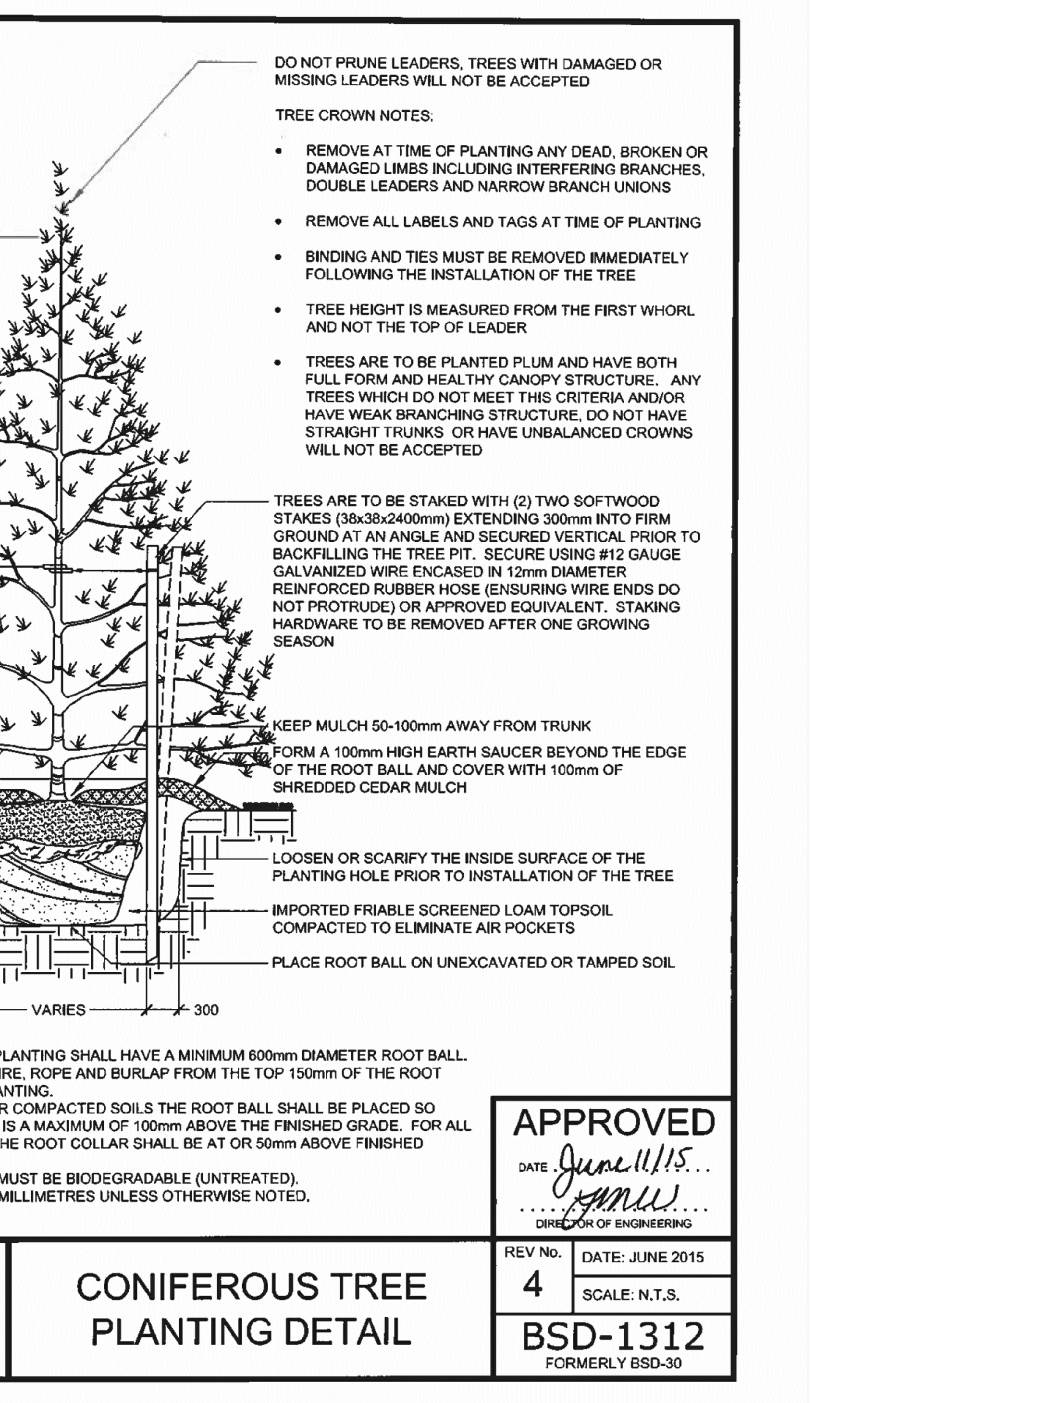 DO NOT PRUNE LEADERS, TREES WITH DAMAGED OR
MISSING LEADERS WILL NOT BE ACCEPTED
TREE CROWN NOTES:
• REMOVE AT TIME OF PLANTING ANY DEAD, BROKEN OR
DAMAGED LIMBS INCLUDING INTERFERING BRANCHES,
DOUBLE LEADERS AND NARROW BRANCH UNIONS
• REMOVE ALL LABELS AND TAGS AT TIME OF PLANTING
• BINDING AND TIES MUST BE REMOVED IMMEDIATELY
FOLLOWING THE INSTALLATION OF THE TREE
• TREE HEIGHT IS MEASURED FROM THE FIRST WHORL
AND NOT THE TOP OF LEADER
• TREES ARE TO BE PLANTED PLUM AND HAVE BOTH
FULL FORM AND HEALTHY CANOPY STRUCTURE. ANY
TREES WHICH DO NOT MEET THIS CRITERIA AND/OR
HAVE WEAK BRANCHING STRUCTURE, DO NOT HAVE
STRAIGHT TRUNKS OR HAVE UNBALANCED CROWNS
WILL NOT BE ACCEPTED
TREES ARE TO BE STAKED WITH (2) TWO SOFTWOOD
STAKES (38x38x2400mm) EXTENDING 300mm INTO FIRM
GROUND AT AN ANGLE AND SECURED VERTICAL PRIOR TO
BACKFILLING THE TREE PIT. SECURE USING #12 GAUGE
GALVANIZED WIRE ENCASED IN 12mm DIAMETER
REINFORCED RUBBER HOSE (ENSURING WIRE ENDS DO
NOT PROTRUDE) OR APPROVED EQUIVALENT. STAKING
HARDWARE TO BE REMOVED AFTER ONE GROWING
SEASON
KEEP MULCH 50-100mm AWAY FROM TRUNK
FORM A 100mm HIGH EARTH SAUCER BEYOND THE EDGE
OF THE ROOT BALL AND COVER WITH 100mm OF
SHREDDED CEDAR MULCH
LOOSEN OR SCARIFY THE INSIDE SURFACE OF THE
PLANTING HOLE PRIOR TO INSTALLATION OF THE TREE
IMPORTED FRIABLE SCREENED LOAM TOPSOIL
COMPACTED TO ELIMINATE AIR POCKETS
PLACE ROOT BALL ON UNEXCAVATED OR TAMPED SOIL
VARIES 300
PLANTING SHALL HAVE A MINIMUM 600mm DIAMETER ROOT BALL.
IRE, ROPE AND BURLAP FROM THE TOP 150mm OF THE ROOT
ANTING.
R COMPACTED SOILS THE ROOT BALL SHALL BE PLACED SO
IS A MAXIMUM OF 100mm ABOVE THE FINISHED GRADE. FOR ALL
HE ROOT COLLAR SHALL BE AT OR 50mm ABOVE FINISHED
MUST BE BIODEGRADABLE (UNTREATED).
MILLIMETRES UNLESS OTHERWISE NOTED.
APPROVED
DATE June 11/15
DIRECTOR OF ENGINEERING
CONIFEROUS TREE
PLANTING DETAIL
REV No.
4
DATE: JUNE 2015
SCALE: N.T.S.
BSD-1312
FORMERLY BSD-30